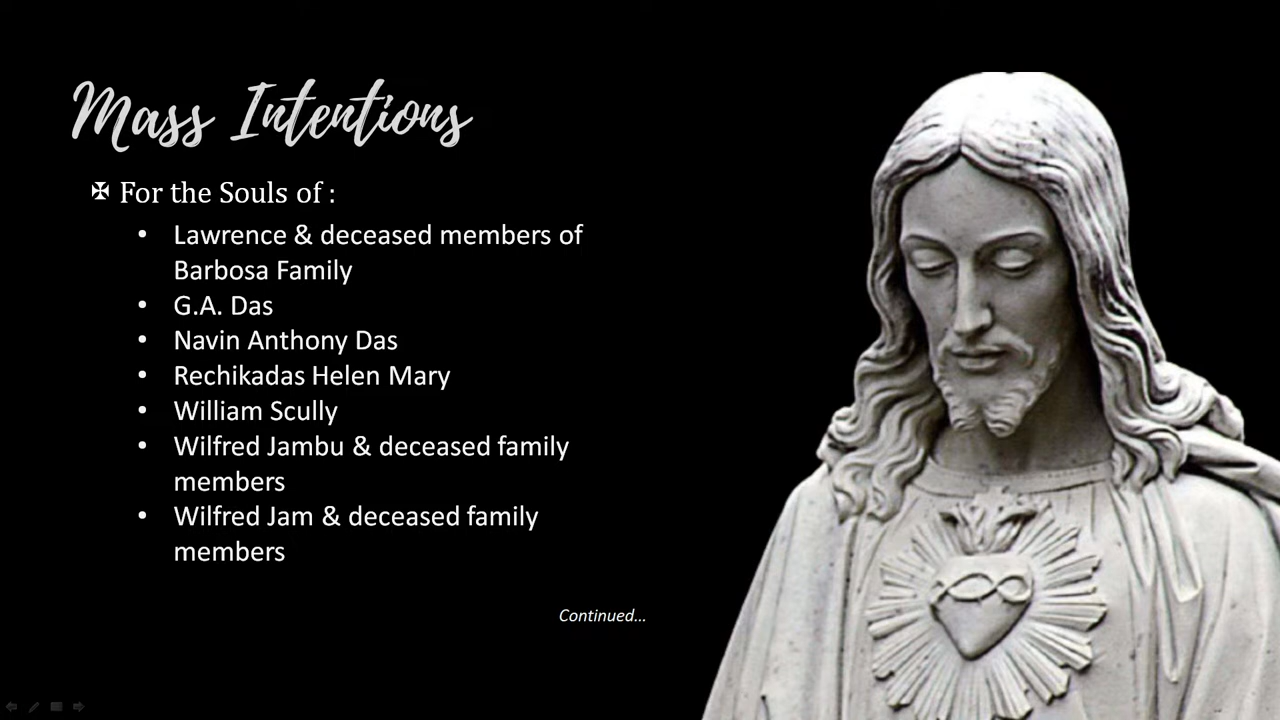 Mass Intentions
✠ For the Souls of :
• Lawrence & deceased members of
Barbosa Family
• G.A. Das
• Navin Anthony Das
• Rechikadas Helen Mary
• William Scully
• Wilfred Jambu & deceased family
members
• Wilfred Jam & deceased family
members
Continued...